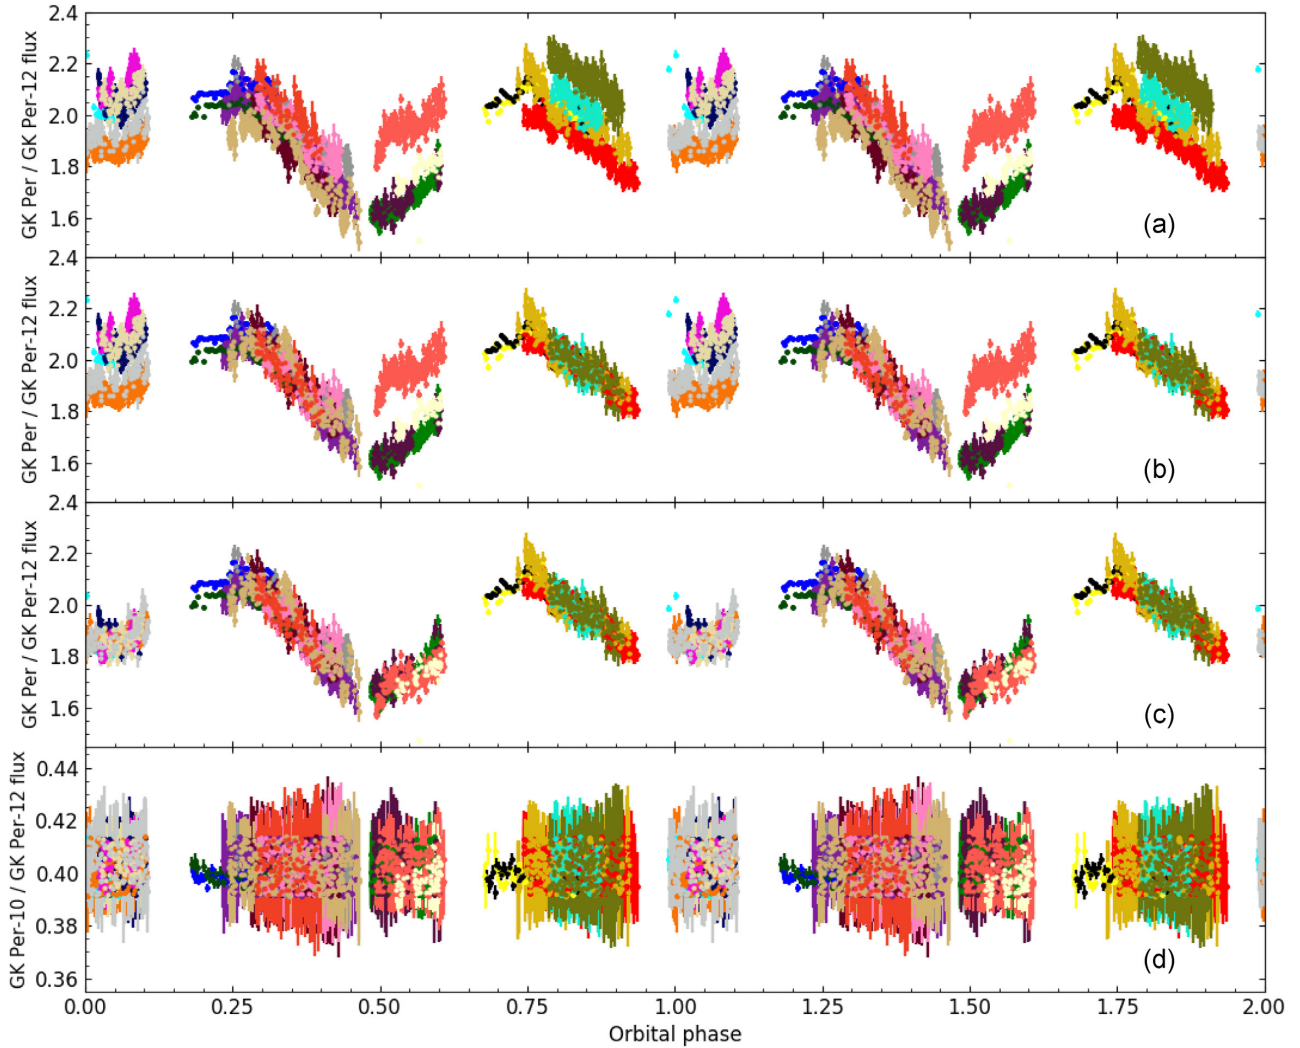 2.4
2.2
2.0
1.8
1.6
GK Per / GK Per-12 flux
(a)
2.4
2.2
2.0
1.8
1.6
GK Per / GK Per-12 flux
(b)
2.4
2.2
2.0
1.8
1.6
GK Per / GK Per-12 flux
(c)
0.44
0.42
0.40
0.38
0.36
GK Per-10 / GK Per-12 flux
(d)
0.00 0.25 0.50 0.75 1.00 1.25 1.50 1.75 2.00
Orbital phase